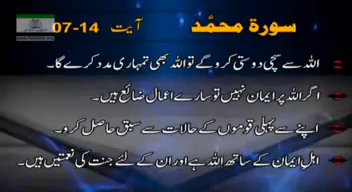 سورۃ محمّد آیت 07-14
اللہ سے سچی دوستی کرو گے تو اللہ بھی تمہاری مدد کرے گا۔
اگر اللہ پر ایمان نہیں تو سارے اعمال ضائع ہیں۔
اپنے سے پہلی قوموں کے حالات سے سبق حاصل کرو۔
اہلِ ایمان کے ساتھ اللہ ہے اور ان کے لئے جنت کی نعمتیں ہیں۔